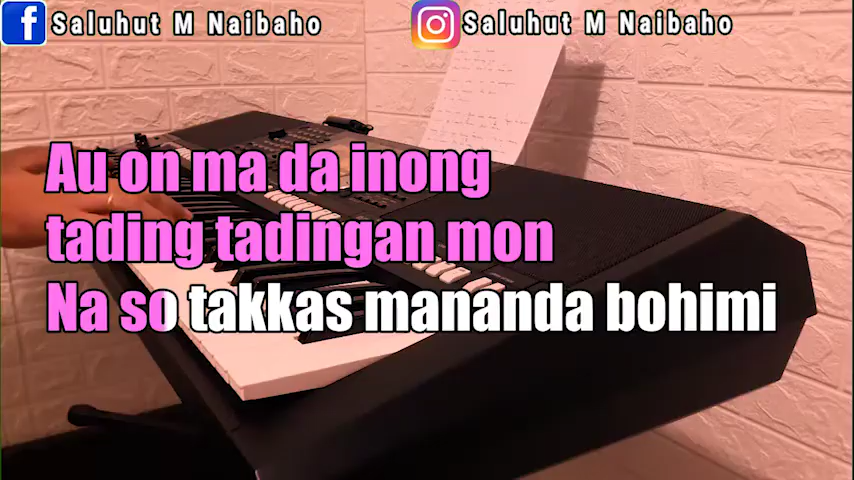 Saluhut M Naibaho
Saluhut M Naibaho
Au on ma da inong
tading tadingan mon
Na so takkas mananda bohimi